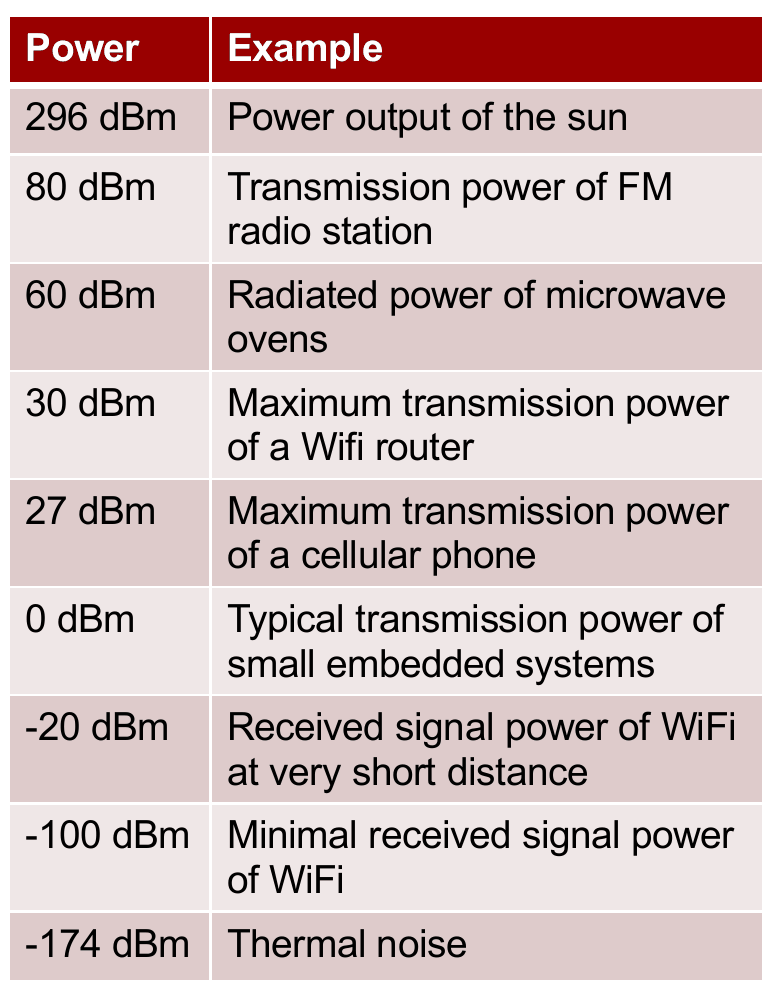 Power Example
296 dBm Power output of the sun
80 dBm Transmission power of FM
radio station
60 dBm Radiated power of microwave
ovens
30 dBm Maximum transmission power
of a Wifi router
27 dBm Maximum transmission power
of a cellular phone
0 dBm Typical transmission power of
small embedded systems
-20 dBm Received signal power of WiFi
at very short distance
-100 dBm Minimal received signal power
of WiFi
-174 dBm Thermal noise